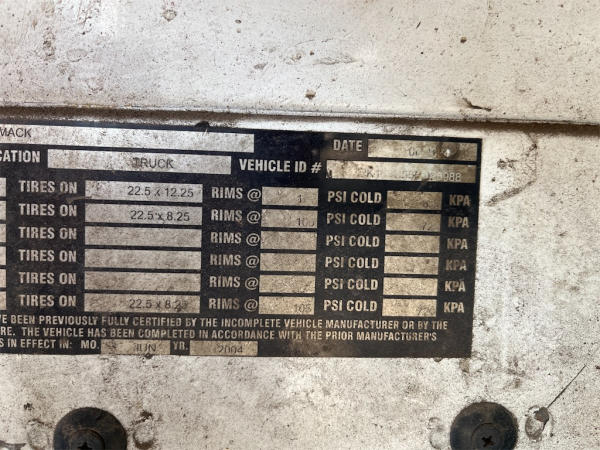 MACK DATE
CATION TRUCK VEHICLE ID #
TIRES ON 22.5 x 12.25 RIMS @ PSI COLD KPA
TIRES ON 22.5 x 8.25 RIMS @ PSI COLD KPA
TIRES ON RIMS @ PSI COLD KPA
TIRES ON RIMS @ PSI COLD KPA
TIRES ON RIMS @ PSI COLD KPA
TIRES ON 22.5 x 8.25 RIMS @ 105 PSI COLD KPA
VE BEEN PREVIOUSLY FULLY CERTIFIED BY THE INCOMPLETE VEHICLE MANUFACTURER OR BY THE
RE. THE VEHICLE HAS BEEN COMPLETED IN ACCORDANCE WITH THE PRIOR MANUFACTURER'S
S IN EFFECT IN: MO. JUN YR. 2004